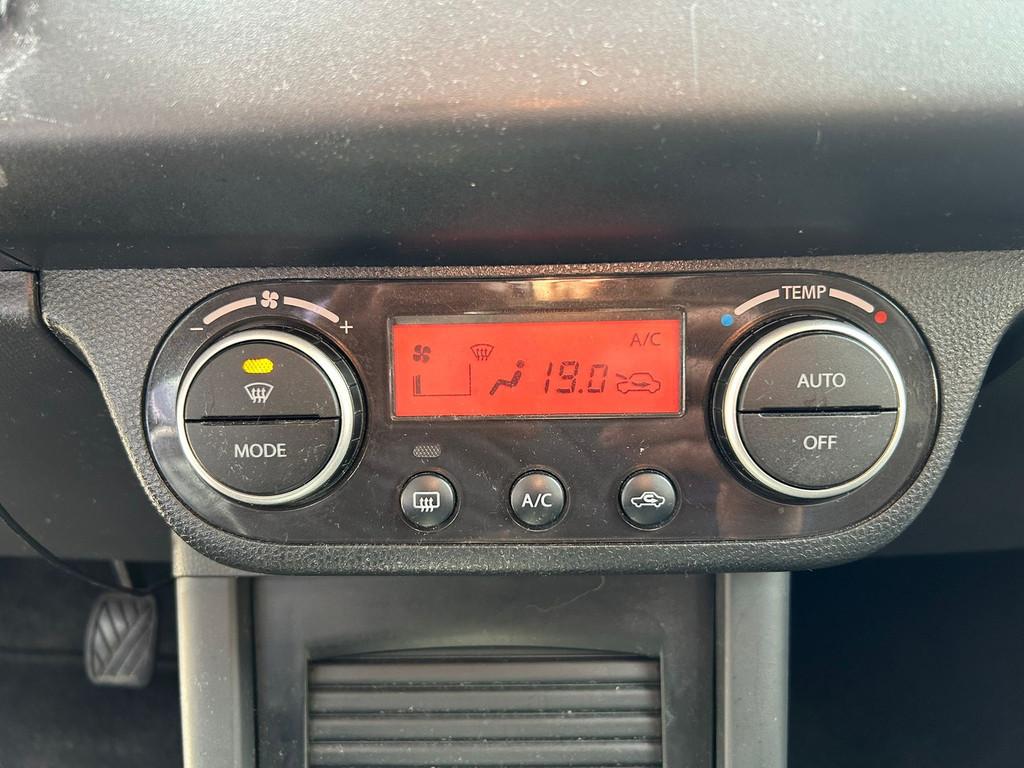 TEMP
- +
A/C
19.0
AUTO
OFF
MODE
A/C